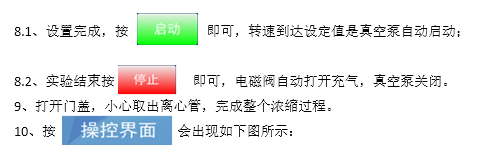 8.1、设置完成，按 启动 即可，转速到达设定值是真空泵自动启动；
8.2、实验结束按 停止 即可，电磁阀自动打开充气，真空泵关闭。
9、打开门盖，小心取出离心管，完成整个浓缩过程。
10、按 操控界面 会出现如下图所示：